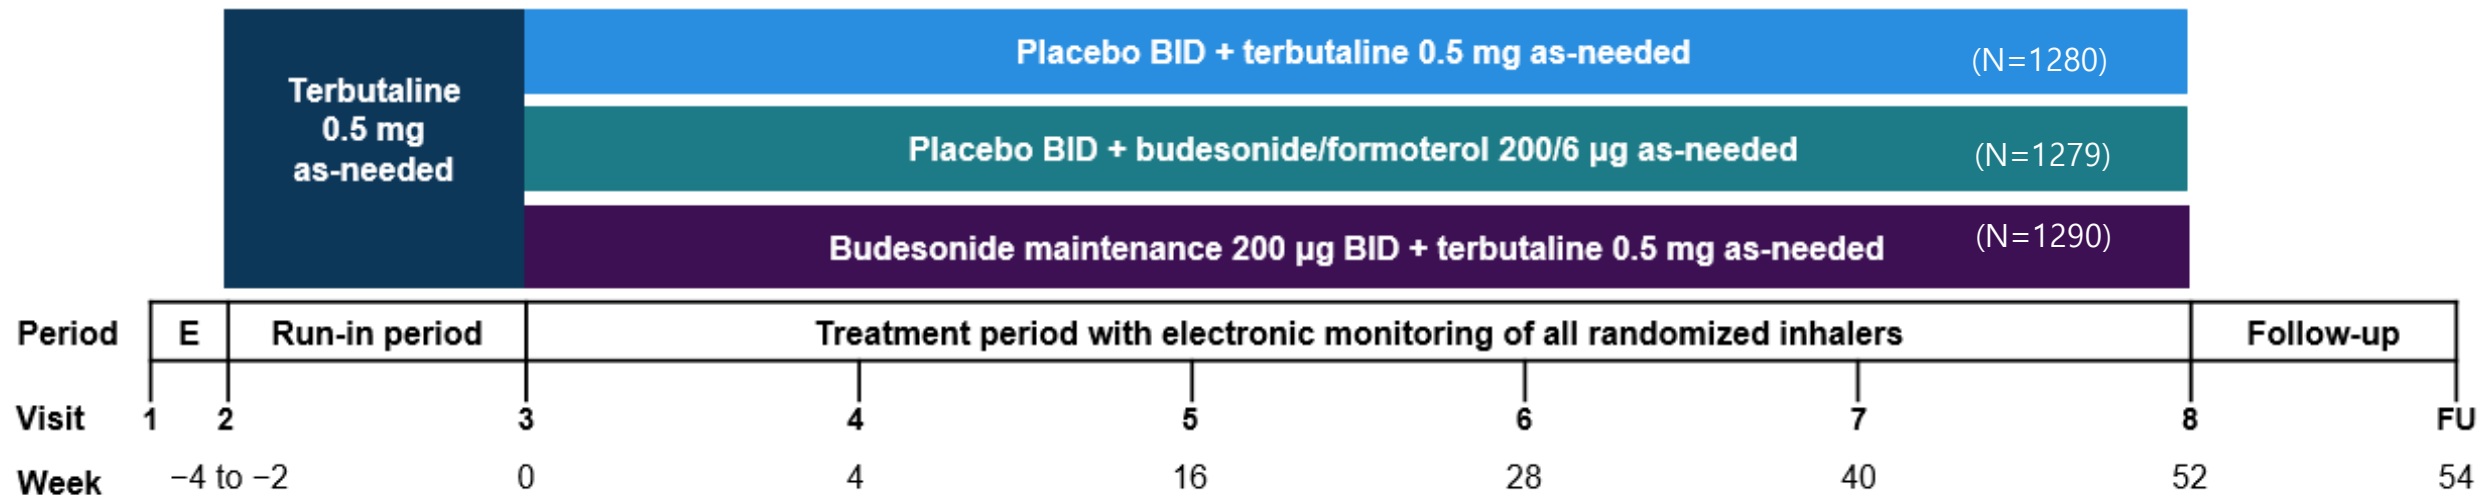 Placebo BID + terbutaline 0.5 mg as-needed (N=1280)
Terbutaline
0.5 mg
as-needed
Placebo BID + budesonide/formoterol 200/6 µg as-needed (N=1279)
Budesonide maintenance 200 µg BID + terbutaline 0.5 mg as-needed (N=1290)
Period E Run-in period Treatment period with electronic monitoring of all randomized inhalers Follow-up
Visit 1 2 3 4 5 6 7 8 FU
Week −4 to −2 0 4 16 28 40 52 54